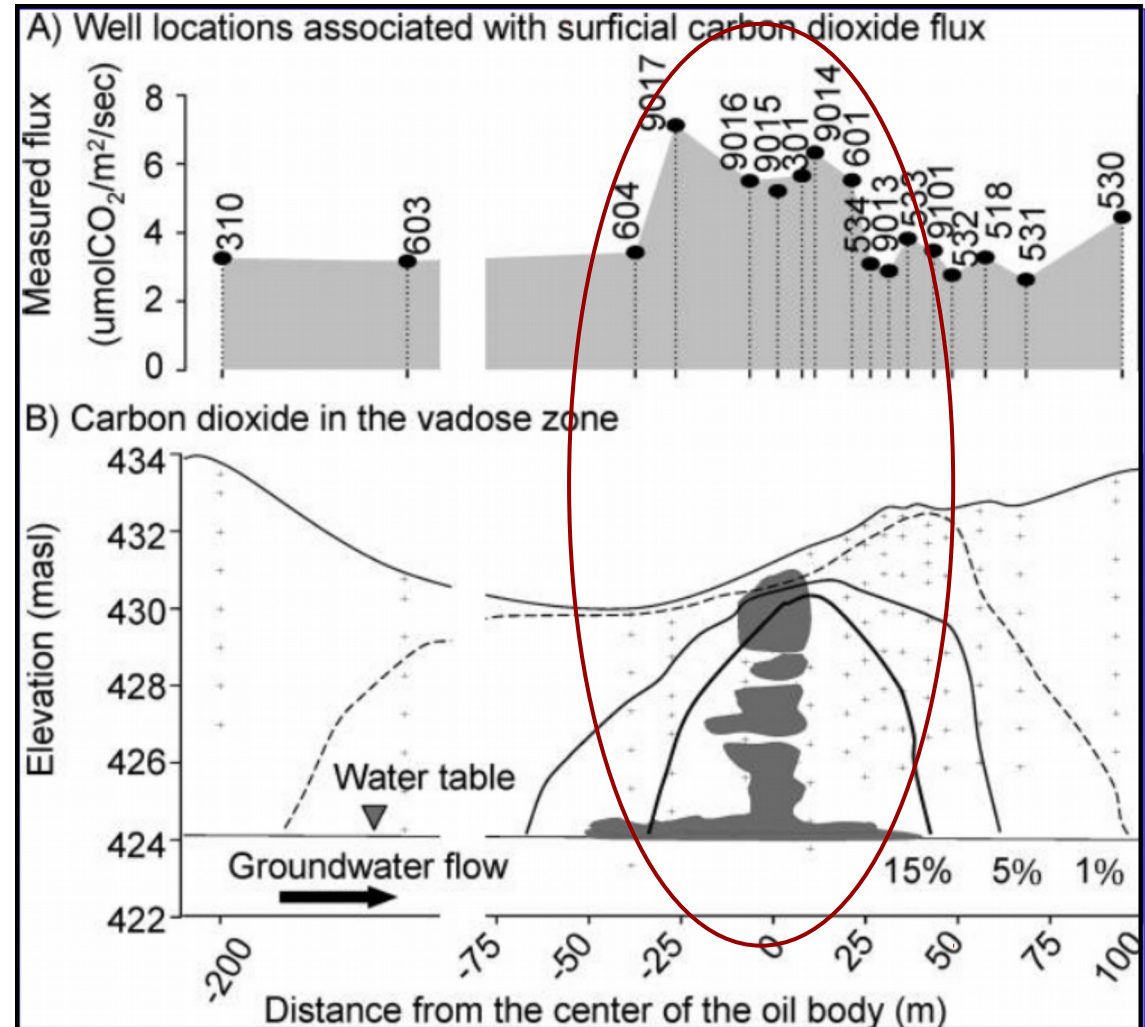 A) Well locations associated with surficial carbon dioxide flux
Measured flux
(umolCO₂/m²/sec)
8
6
4
2
0
310
603
604
9017
9016
9015
301
9014
601
534
9013
533
9101
532
518
531
530
B) Carbon dioxide in the vadose zone
Elevation (masl)
434
432
430
428
426
424
422
Water table
Groundwater flow
15% 5% 1%
-200 -75 -50 -25 0 25 50 75 100
Distance from the center of the oil body (m)